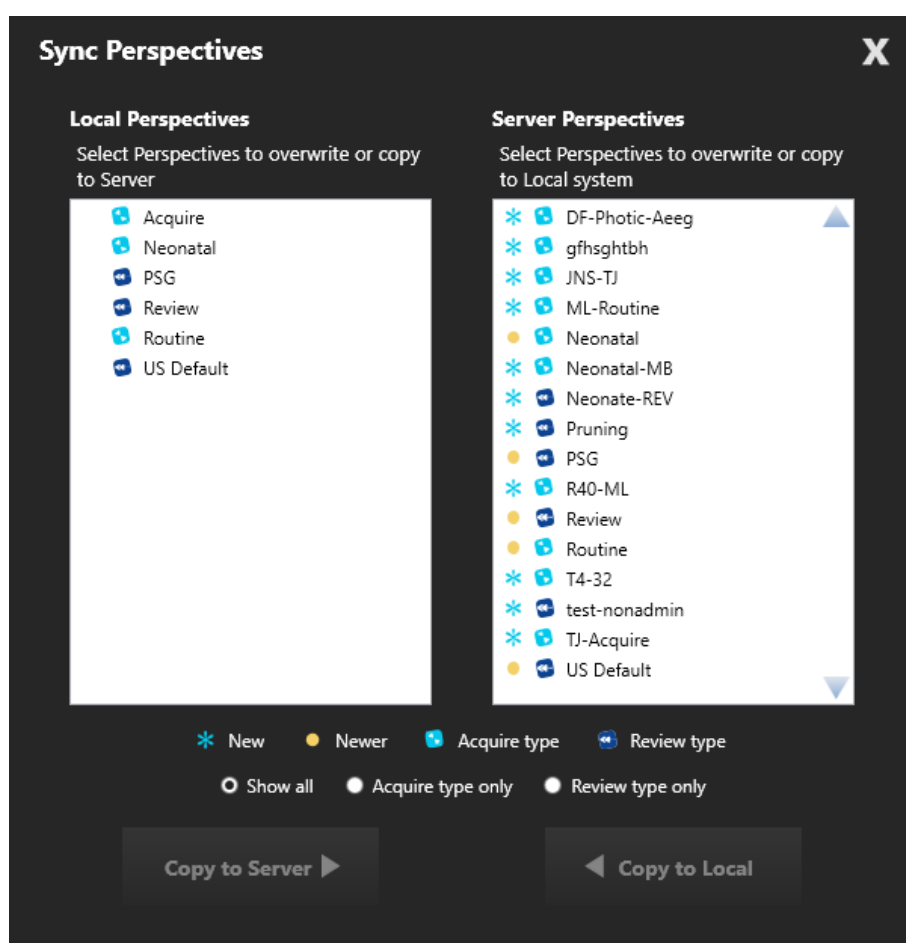 Sync Perspectives
X
Local Perspectives
Select Perspectives to overwrite or copy
to Server
Acquire
Neonatal
PSG
Review
Routine
US Default
Server Perspectives
Select Perspectives to overwrite or copy
to Local system
DF-Photic-Aeeg
gfhsghtbh
JNS-TJ
ML-Routine
Neonatal
Neonatal-MB
Neonate-REV
Pruning
PSG
R40-ML
Review
Routine
T4-32
test-nonadmin
TJ-Acquire
US Default
New Newer Acquire type Review type
Show all Acquire type only Review type only
Copy to Server
Copy to Local